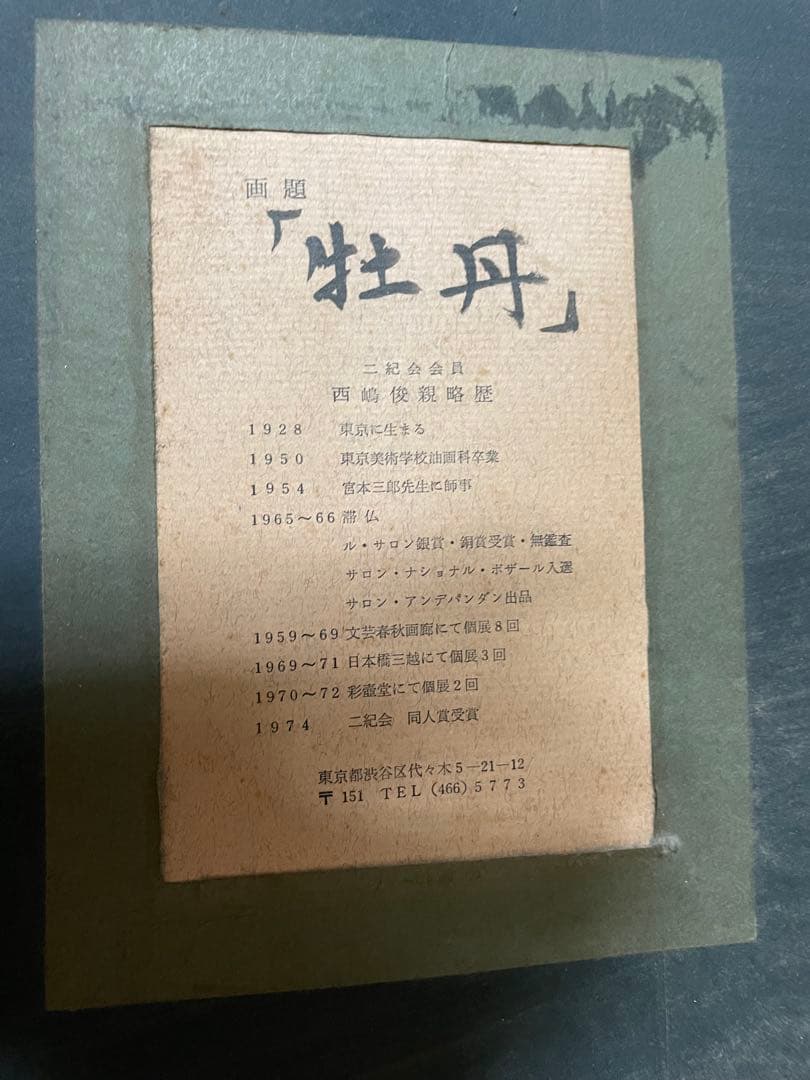 画題
「牡丹」
二紀会会員
西嶋俊親略歴
1928 東京に生まる
1950 東京美術学校油画科卒業
1954 宮本三郎先生に師事
1965〜66 滞仏
ル・サロン銀賞・銅賞受賞・無鑑査
サロン・ナショナル・ボザール入選
サロン・アンデパンダン出品
1959〜69 文芸春秋画廊にて個展8回
1969〜71 日本橋三越にて個展3回
1970〜72 彩壺堂にて個展2回
1974 二紀会 同人賞受賞
東京都渋谷区代々木5―21―12
〒151 TEL (466) 5773